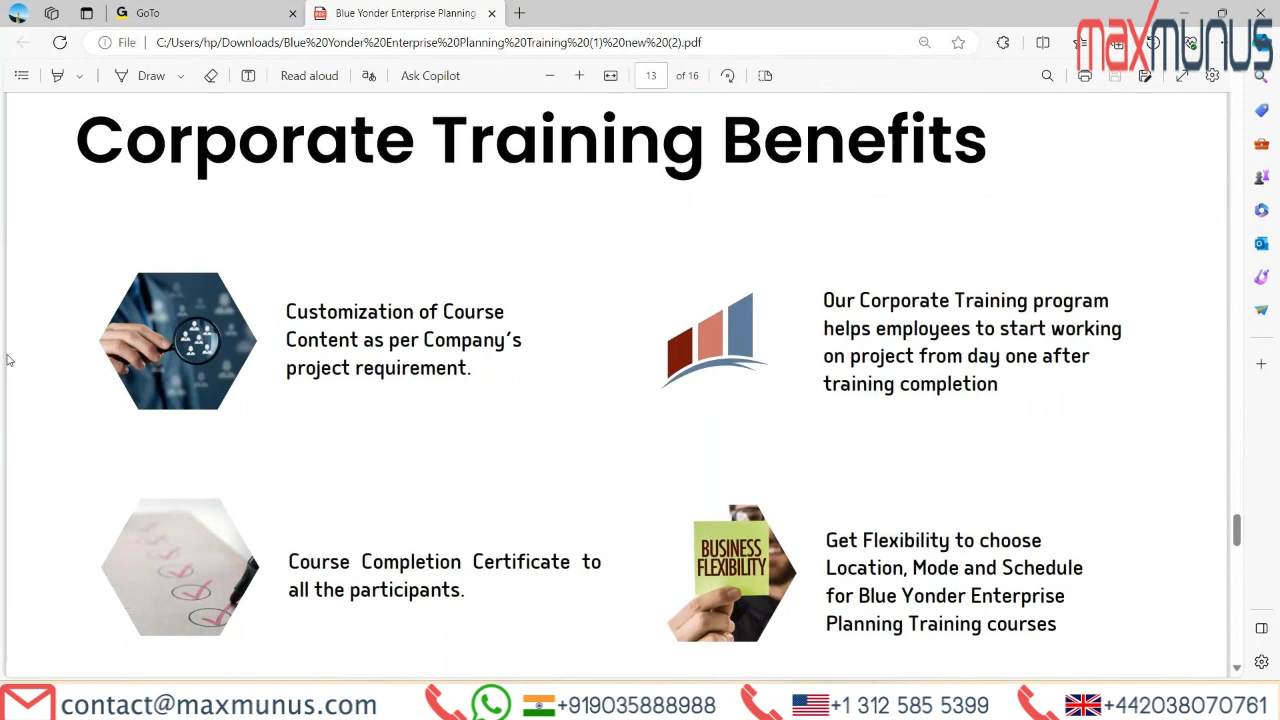 GoTo
Blue Yonder Enterprise Planning
File
C:/Users/hp/Downloads/Blue%20Yonder%20Enterprise%20Planning%20Training%20(1)%20new%20(2).pdf
maxmunus
Draw
Read aloud
Ask Copilot
13
of 16
Corporate Training Benefits
Customization of Course
Content as per Company's
project requirement.
Our Corporate Training program
helps employees to start working
on project from day one after
training completion
Course Completion Certificate to
all the participants.
BUSINESS
FLEXIBILITY
Get Flexibility to choose
Location, Mode and Schedule
for Blue Yonder Enterprise
Planning Training courses
contact@maxmunus.com
+919035888988
+1 312 585 5399
+442038070761